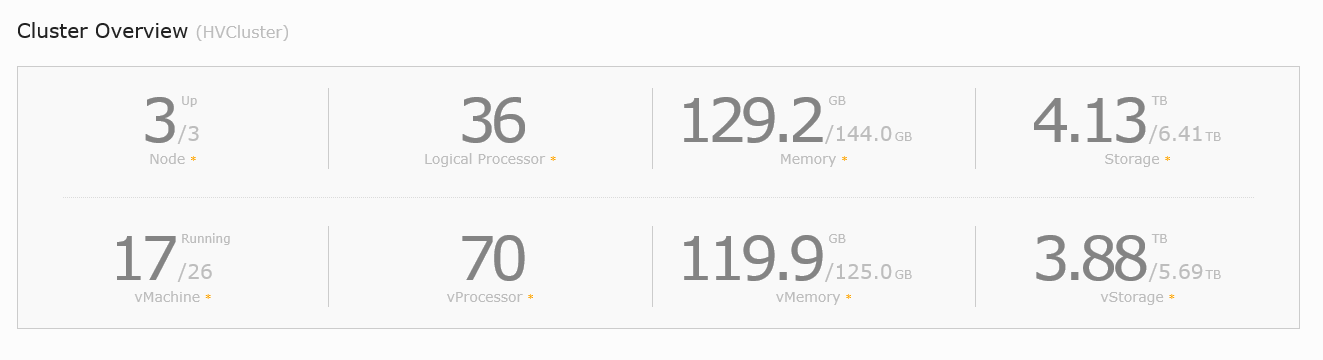 Cluster Overview (HVCluster)
3 Up /3
Node *
36
Logical Processor *
129.2 GB /144.0 GB
Memory *
4.13 TB /6.41 TB
Storage *
17 Running /26
vMachine *
70
vProcessor *
119.9 GB /125.0 GB
vMemory *
3.88 TB /5.69 TB
vStorage *